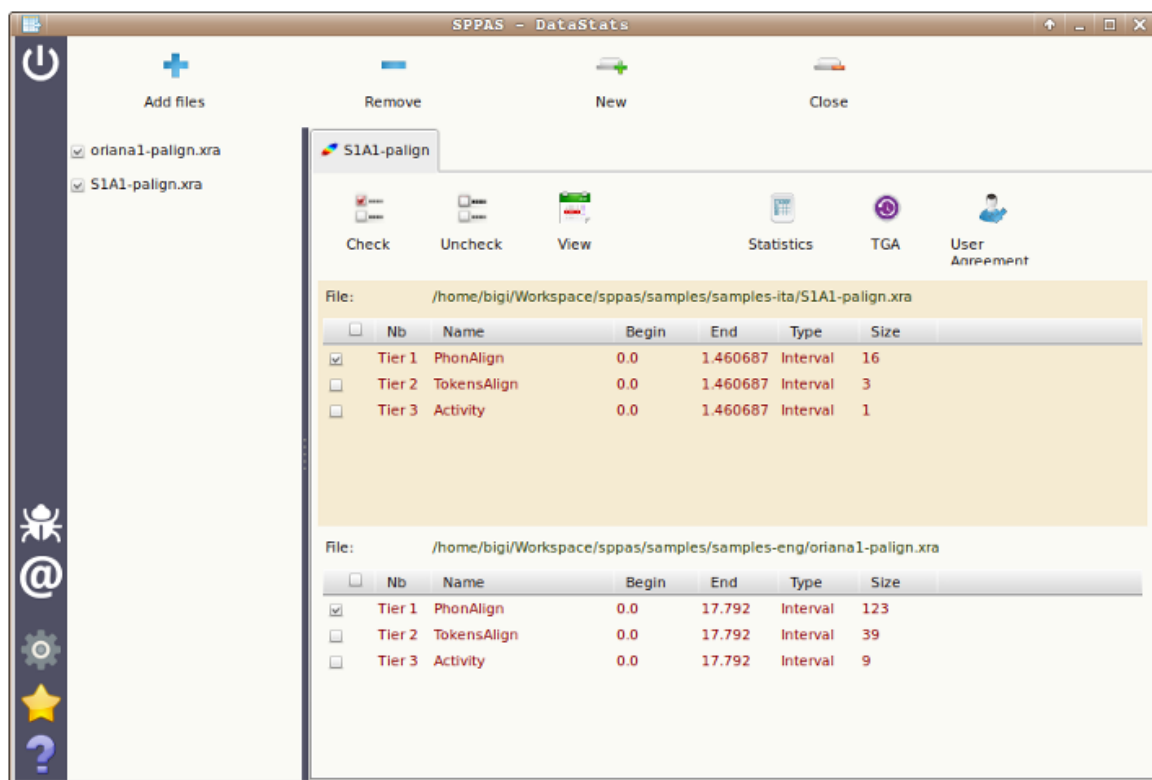 SPPAS - DataStats
Add files Remove New Close
oriana1-palign.xra
S1A1-palign.xra
S1A1-palign
Check Uncheck View Statistics TGA User Agreement
File: /home/bigi/Workspace/sppas/samples/samples-ita/S1A1-palign.xra
Nb Name Begin End Type Size
Tier 1 PhonAlign 0.0 1.460687 Interval 16
Tier 2 TokensAlign 0.0 1.460687 Interval 3
Tier 3 Activity 0.0 1.460687 Interval 1
File: /home/bigi/Workspace/sppas/samples/samples-eng/oriana1-palign.xra
Nb Name Begin End Type Size
Tier 1 PhonAlign 0.0 17.792 Interval 123
Tier 2 TokensAlign 0.0 17.792 Interval 39
Tier 3 Activity 0.0 17.792 Interval 9
@
?